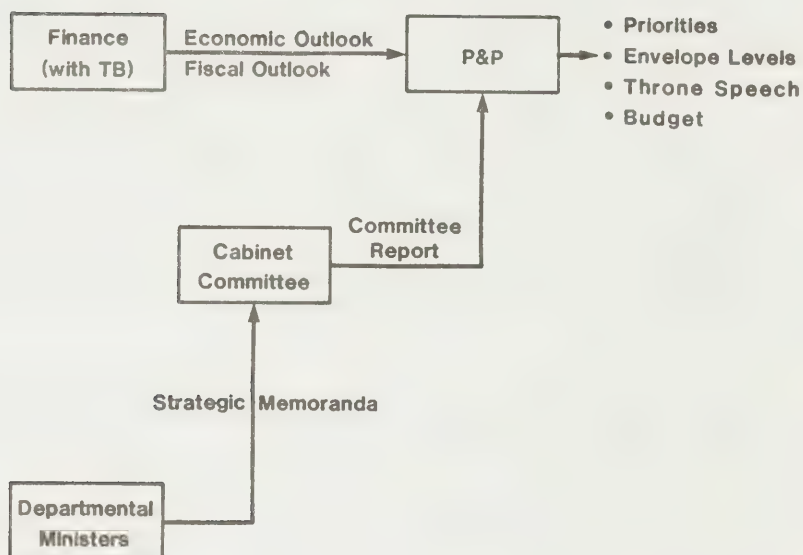 Finance
(with TB)
Economic Outlook
Fiscal Outlook
P&P
• Priorities
• Envelope Levels
• Throne Speech
• Budget
Committee
Report
Cabinet
Committee
Strategic Memoranda
Departmental
Ministers